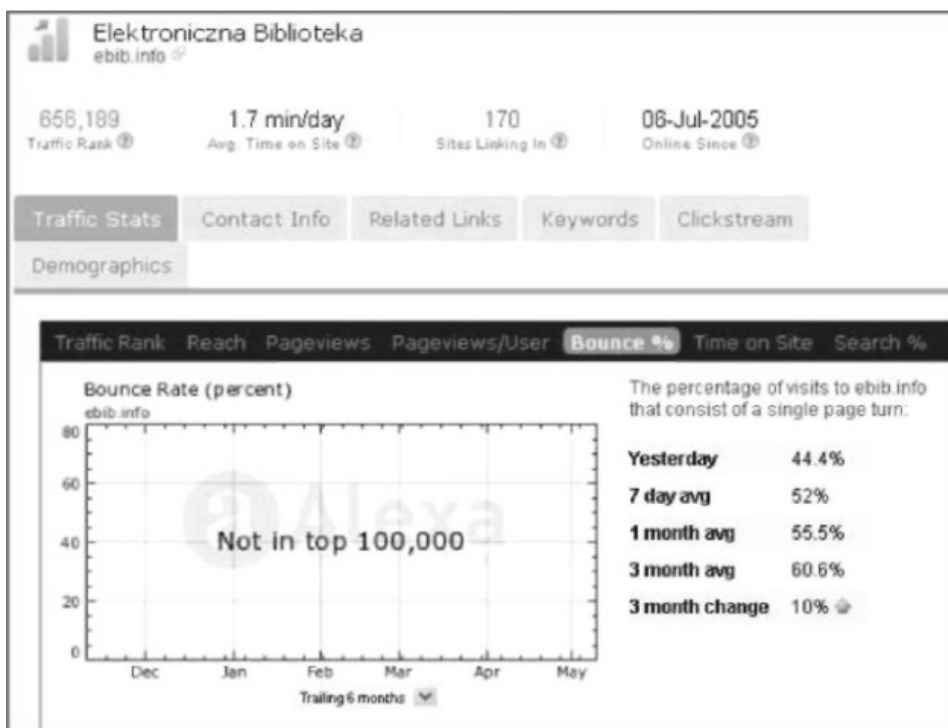 Elektroniczna Biblioteka
ebib.info
656,189 1.7 min/day 170 06-Jul-2005
Traffic Rank Avg. Time on Site Sites Linking In Online Since
Traffic Stats Contact Info Related Links Keywords Clickstream
Demographics
Traffic Rank Reach Pageviews Pageviews/User Bounce % Time on Site Search %
Bounce Rate (percent)
ebib.info
The percentage of visits to ebib.info
that consist of a single page turn:
80
60
40
20
0
Alexa
Not in top 100,000
Dec Jan Feb Mar Apr May
Trailing 6 months
Yesterday 44.4%
7 day avg 52%
1 month avg 55.5%
3 month avg 60.6%
3 month change 10%